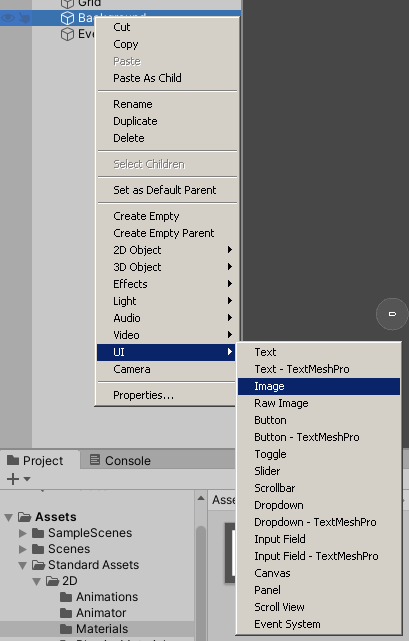 Grid
Background
Eve
Cut
Copy
Paste
Paste As Child
Rename
Duplicate
Delete
Select Children
Set as Default Parent
Create Empty
Create Empty Parent
2D Object
3D Object
Effects
Light
Audio
Video
UI
Camera
Properties...
Text
Text - TextMeshPro
Image
Raw Image
Button
Button - TextMeshPro
Toggle
Slider
Scrollbar
Dropdown
Dropdown - TextMeshPro
Input Field
Input Field - TextMeshPro
Canvas
Panel
Scroll View
Event System
Project
Console
Asse
Assets
SampleScenes
Scenes
Standard Assets
2D
Animations
Animator
Materials